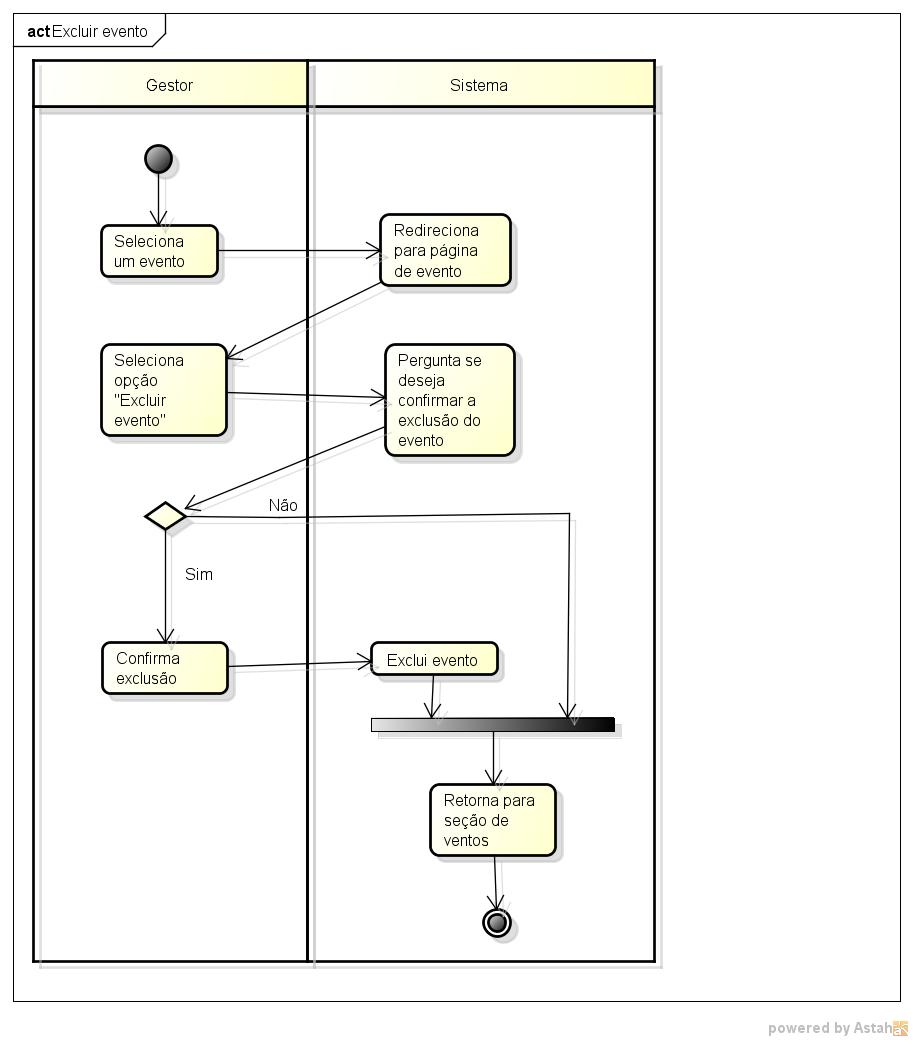 act Excluir evento
Gestor
Sistema
Seleciona
um evento
Redireciona
para página
de evento
Seleciona
opção
"Excluir
evento"
Pergunta se
deseja
confirmar a
exclusão do
evento
Não
Sim
Confirma
exclusão
Exclui evento
Retorna para
seção de
ventos
powered by Astah